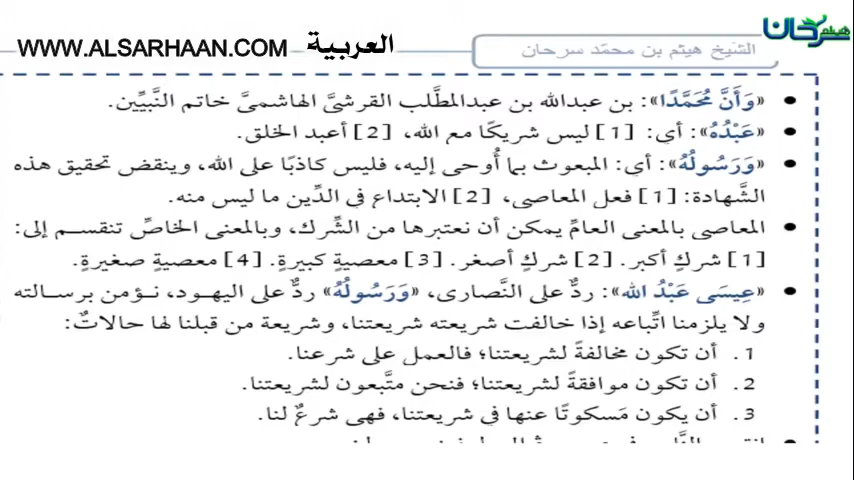 هيثم سرحان
الشيخ هيثم بن محمد سرحان
العربية WWW.ALSARHAAN.COM
• «وَأَنَّ مُحَمَّدًا»: بن عبدالله بن عبدالمطَّلب القرشيَّ الهاشميَّ خاتم النَّبيِّين.
• «عَبْدُهُ»: أي: [1] ليس شريكًا مع الله، [2] أعبد الخلق.
• «وَرَسُولُهُ»: أي: المبعوث بما أُوحى إليه، فليس كاذبًا على الله، وينقض تحقيق هذه
الشَّهادة: [1] فعل المعاصى، [2] الابتداع في الدِّين ما ليس منه.
• المعاصي بالمعنى العامِّ يمكن أن نعتبرها من الشِّرك، وبالمعنى الخاصِّ تنقسم إلى:
[1] شركٍ أكبر. [2] شركٍ أصغر. [3] معصيةٍ كبيرةٍ. [4] معصيةٍ صغيرةٍ.
• «عِيسَى عَبْدُ الله»: ردٌّ على النَّصارى، «وَرَسُولُهُ» ردٌّ على اليهود، نؤمن برسالته
ولا يلزمنا اتِّباعه إذا خالفت شريعته شريعتنا، وشريعة من قبلنا لها حالاتٌ:
1. أن تكون مخالفةً لشريعتنا؛ فالعمل على شرعنا.
2. أن تكون موافقةً لشريعتنا؛ فنحن متَّبعون لشريعتنا.
3. أن يكون مَسكوتًا عنها في شريعتنا، فهى شرعٌ لنا.